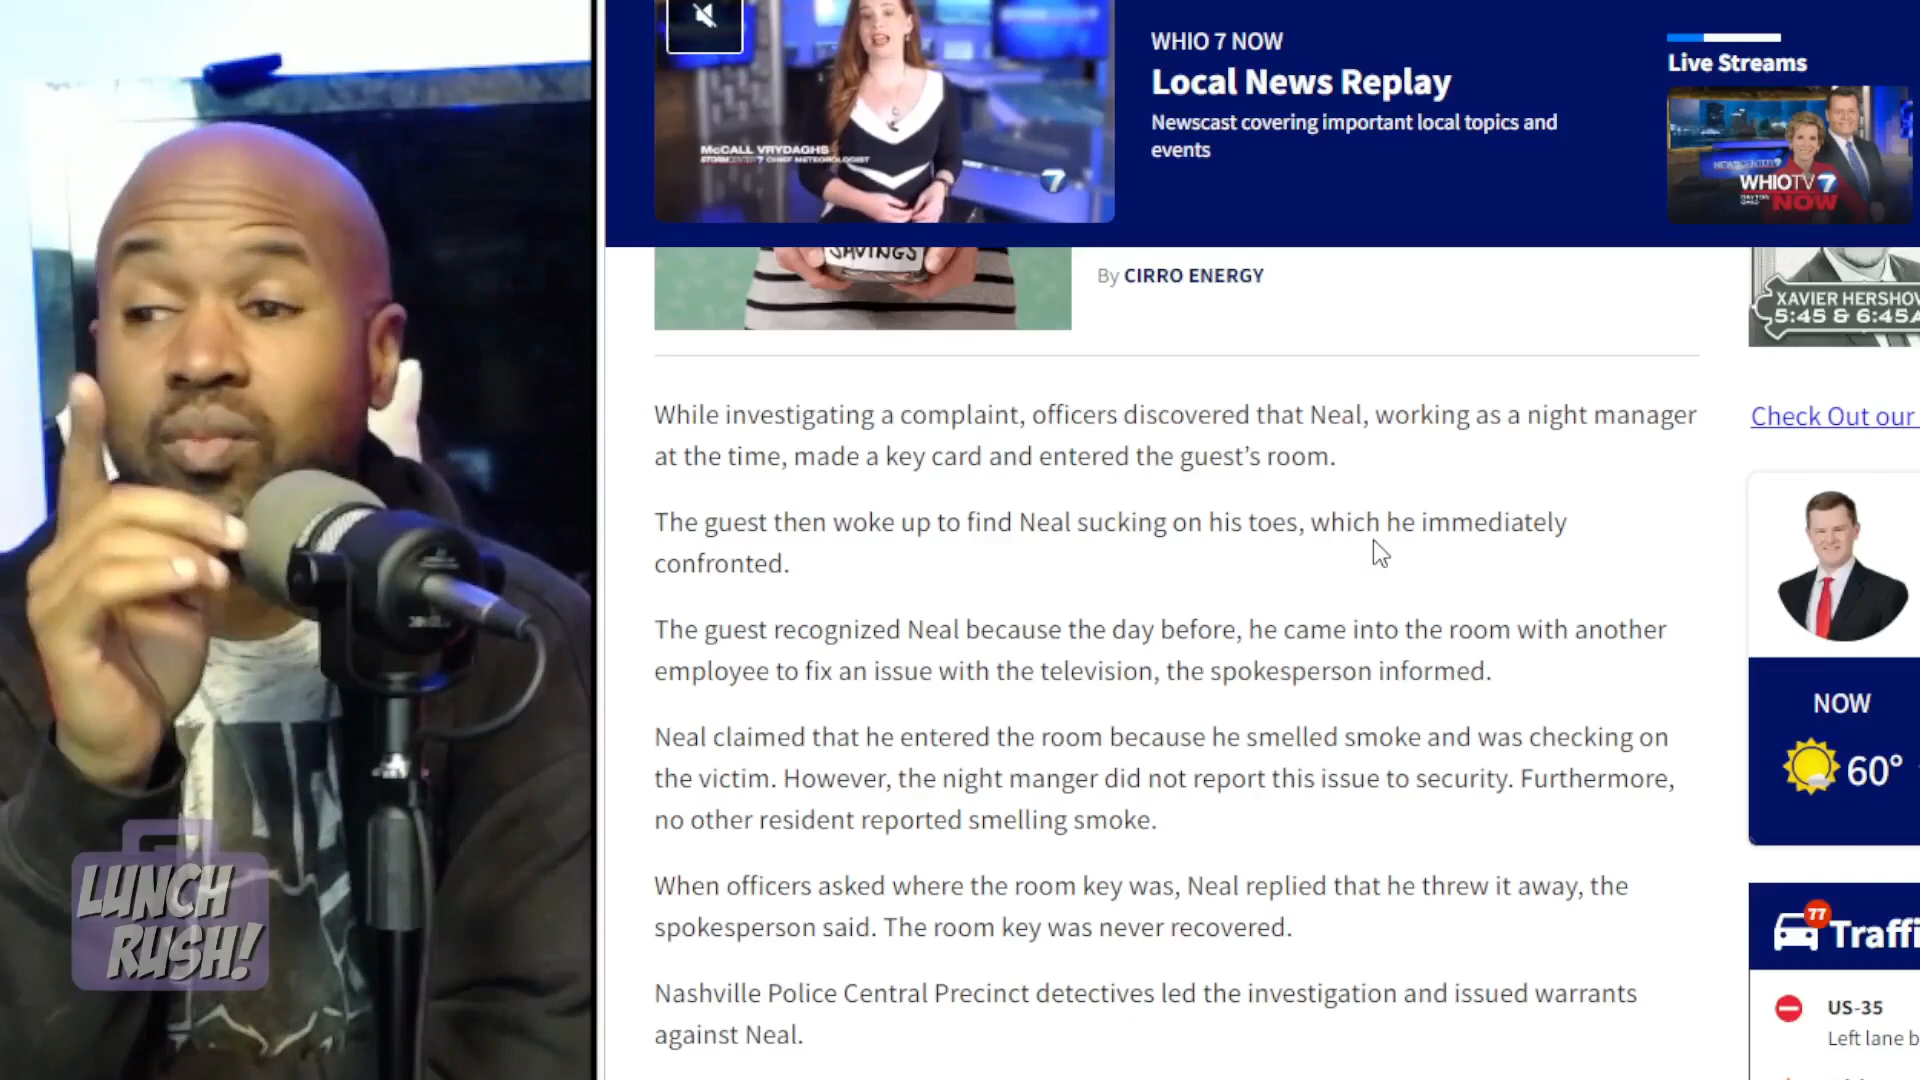 WHIO 7 NOW
Local News Replay
Newscast covering important local topics and
events
Live Streams
McCALL VRYDAGHS
STORMCENTER 7 CHIEF METEOROLOGIST
7
WHIOTV 7
NOW
SAVINGS
By CIRRO ENERGY
XAVIER HERSHOV
5:45 & 6:45A
Check Out our
While investigating a complaint, officers discovered that Neal, working as a night manager
at the time, made a key card and entered the guest’s room.
The guest then woke up to find Neal sucking on his toes, which he immediately
confronted.
The guest recognized Neal because the day before, he came into the room with another
employee to fix an issue with the television, the spokesperson informed.
Neal claimed that he entered the room because he smelled smoke and was checking on
the victim. However, the night manger did not report this issue to security. Furthermore,
no other resident reported smelling smoke.
When officers asked where the room key was, Neal replied that he threw it away, the
spokesperson said. The room key was never recovered.
Nashville Police Central Precinct detectives led the investigation and issued warrants
against Neal.
NOW
60°
77
Traffi
US-35
Left lane b
LUNCH
RUSH!